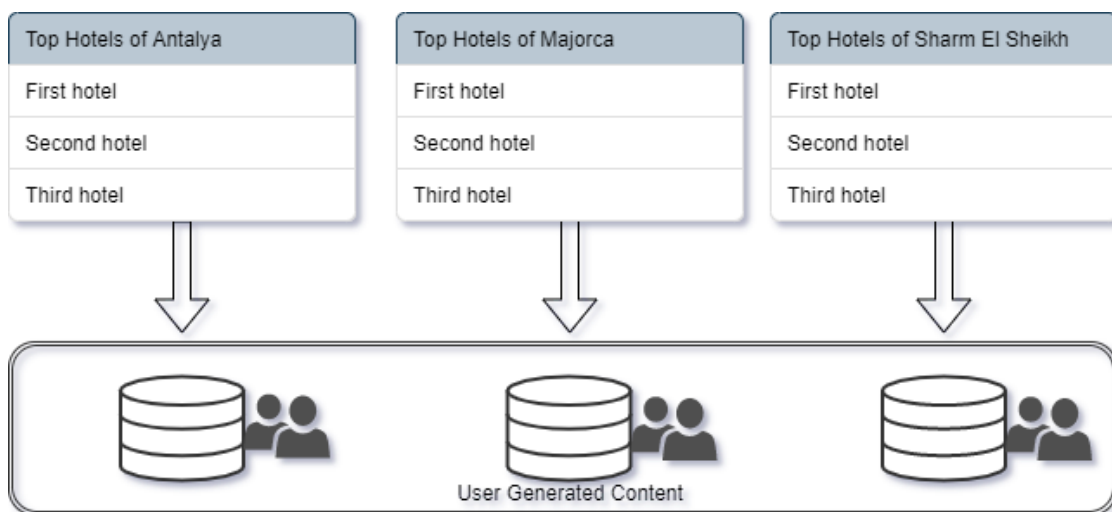 Top Hotels of Antalya
First hotel
Second hotel
Third hotel
Top Hotels of Majorca
First hotel
Second hotel
Third hotel
Top Hotels of Sharm El Sheikh
First hotel
Second hotel
Third hotel
User Generated Content